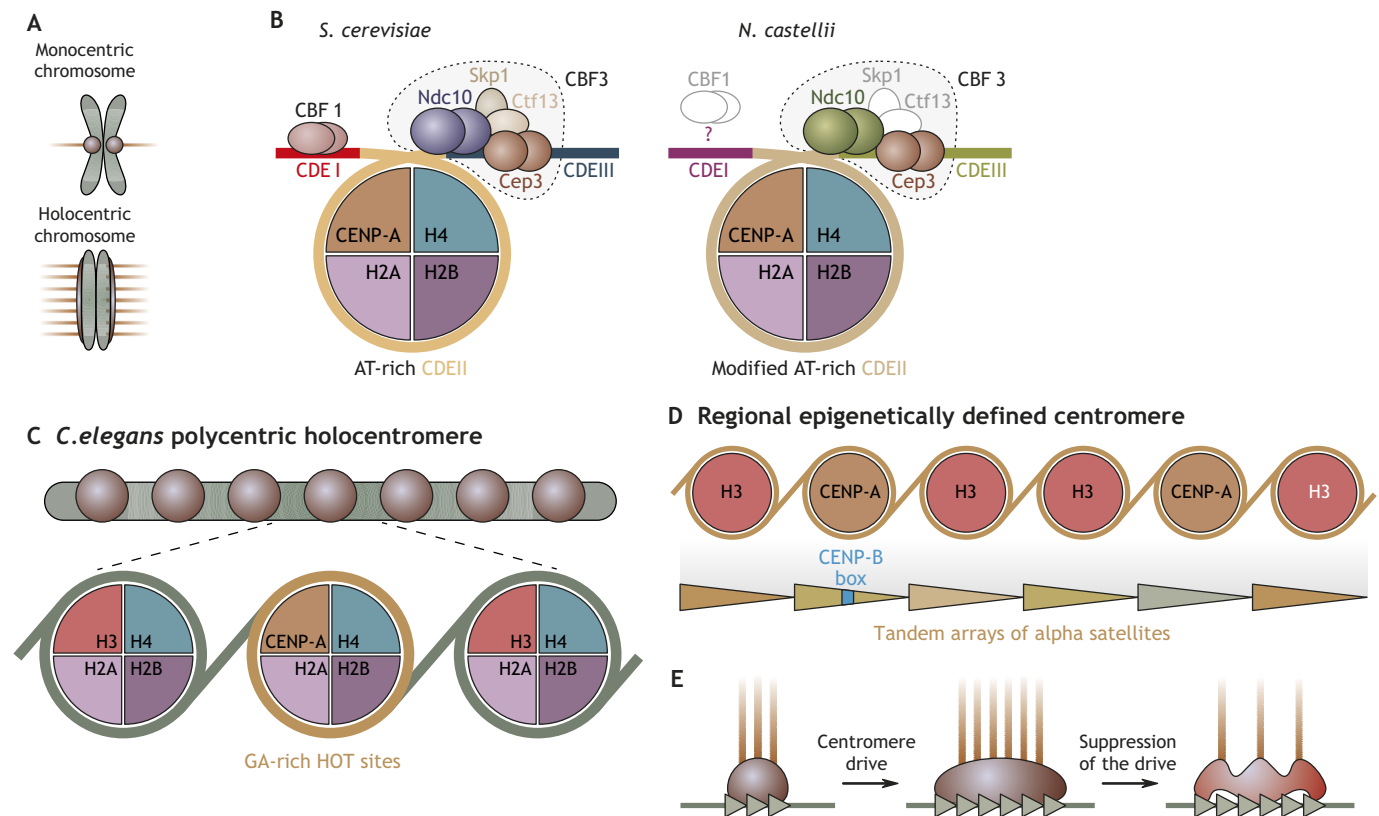 A
Monocentric
chromosome
Holocentric
chromosome
B
S. cerevisiae
CBF 1
CDE I
Ndc10
Skp1
Ctf13
CBF3
Cep3
CDEIII
CENP-A
H4
H2A
H2B
AT-rich CDEII
N. castellii
CBF1
?
CDEI
Ndc10
Skp1
Ctf13
CBF 3
Cep3
CDEIII
CENP-A
H4
H2A
H2B
Modified AT-rich CDEII
C C.elegans polycentric holocentromere
H3
H4
H2A
H2B
CENP-A
H4
H2A
H2B
H3
H4
H2A
H2B
GA-rich HOT sites
D Regional epigenetically defined centromere
H3
CENP-A
H3
H3
CENP-A
H3
CENP-B
box
Tandem arrays of alpha satellites
E
Centromere
drive
Suppression
of the drive